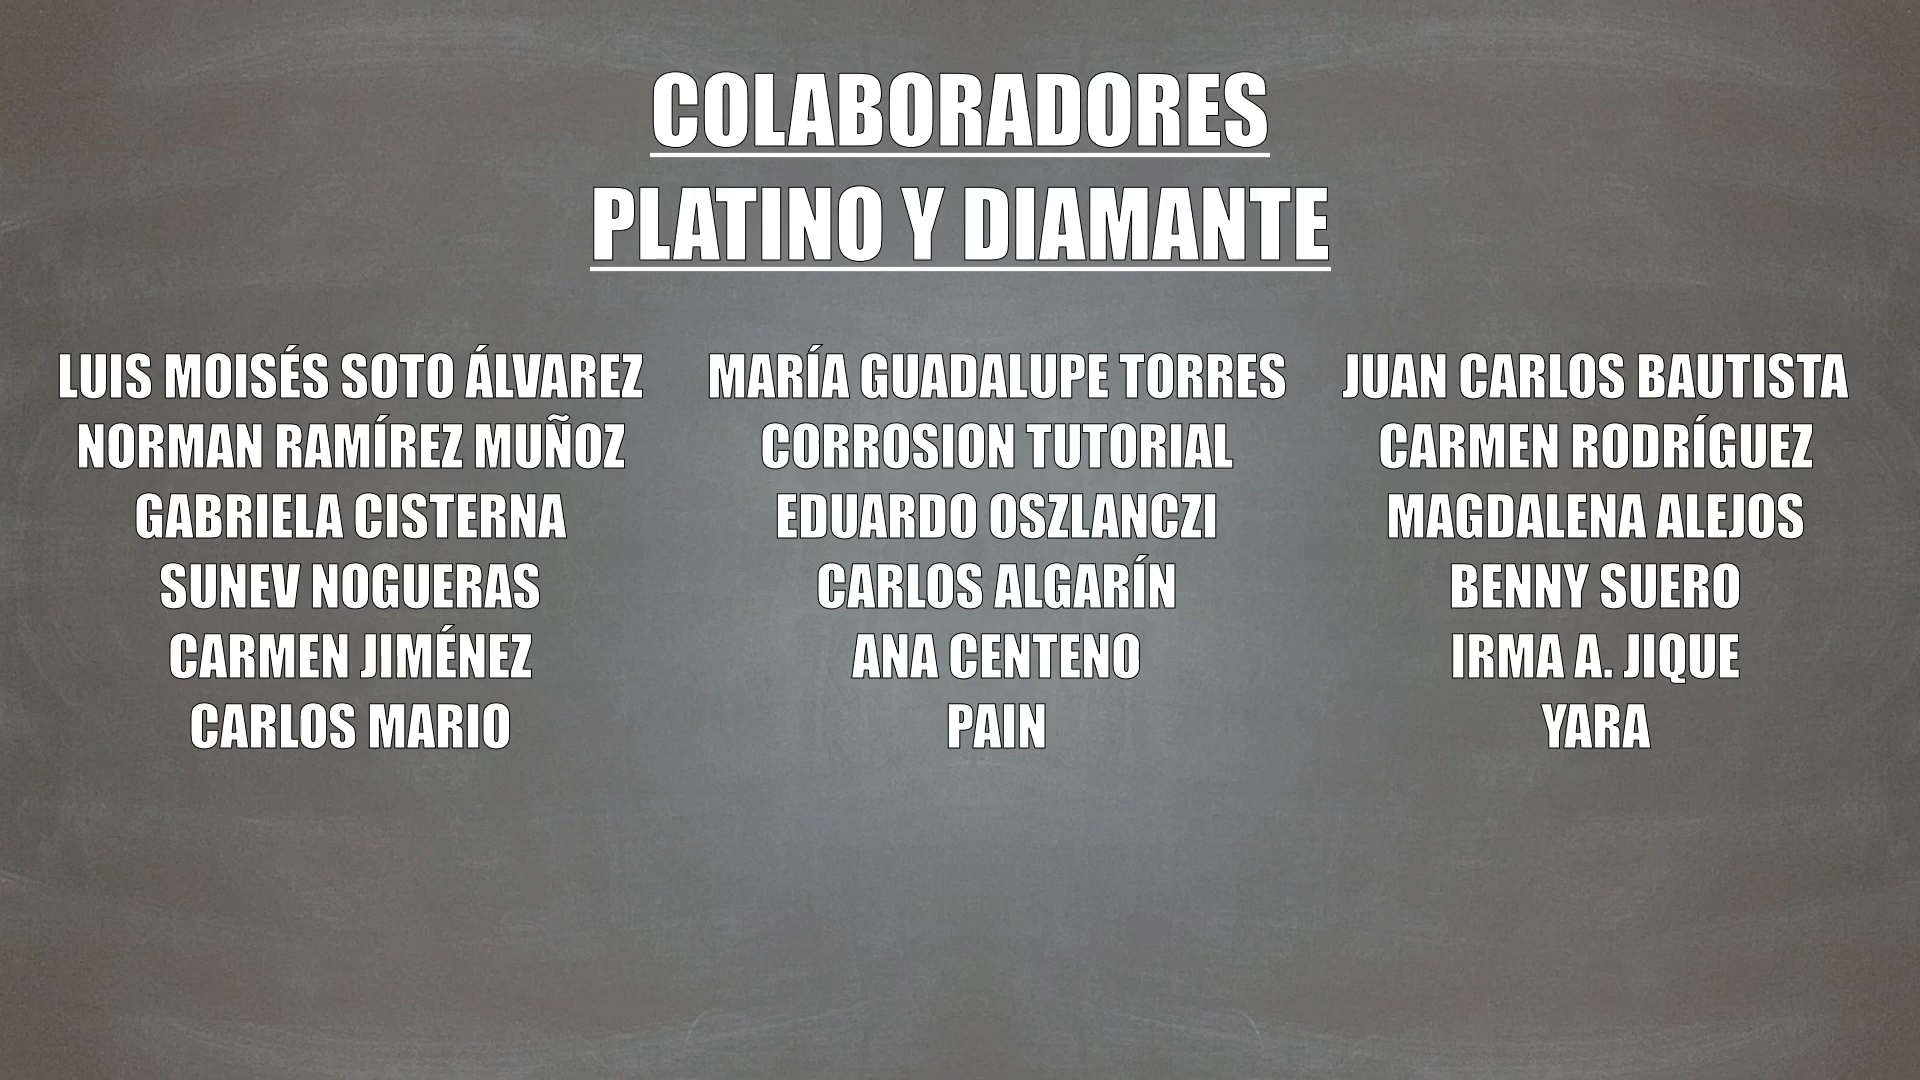 COLABORADORES
PLATINO Y DIAMANTE
LUIS MOISÉS SOTO ÁLVAREZ
NORMAN RAMÍREZ MUÑOZ
GABRIELA CISTERNA
SUNEV NOGUERAS
CARMEN JIMÉNEZ
CARLOS MARIO
MARÍA GUADALUPE TORRES
CORROSION TUTORIAL
EDUARDO OSZLANCZI
CARLOS ALGARÍN
ANA CENTENO
PAIN
JUAN CARLOS BAUTISTA
CARMEN RODRÍGUEZ
MAGDALENA ALEJOS
BENNY SUERO
IRMA A. JIQUE
YARA